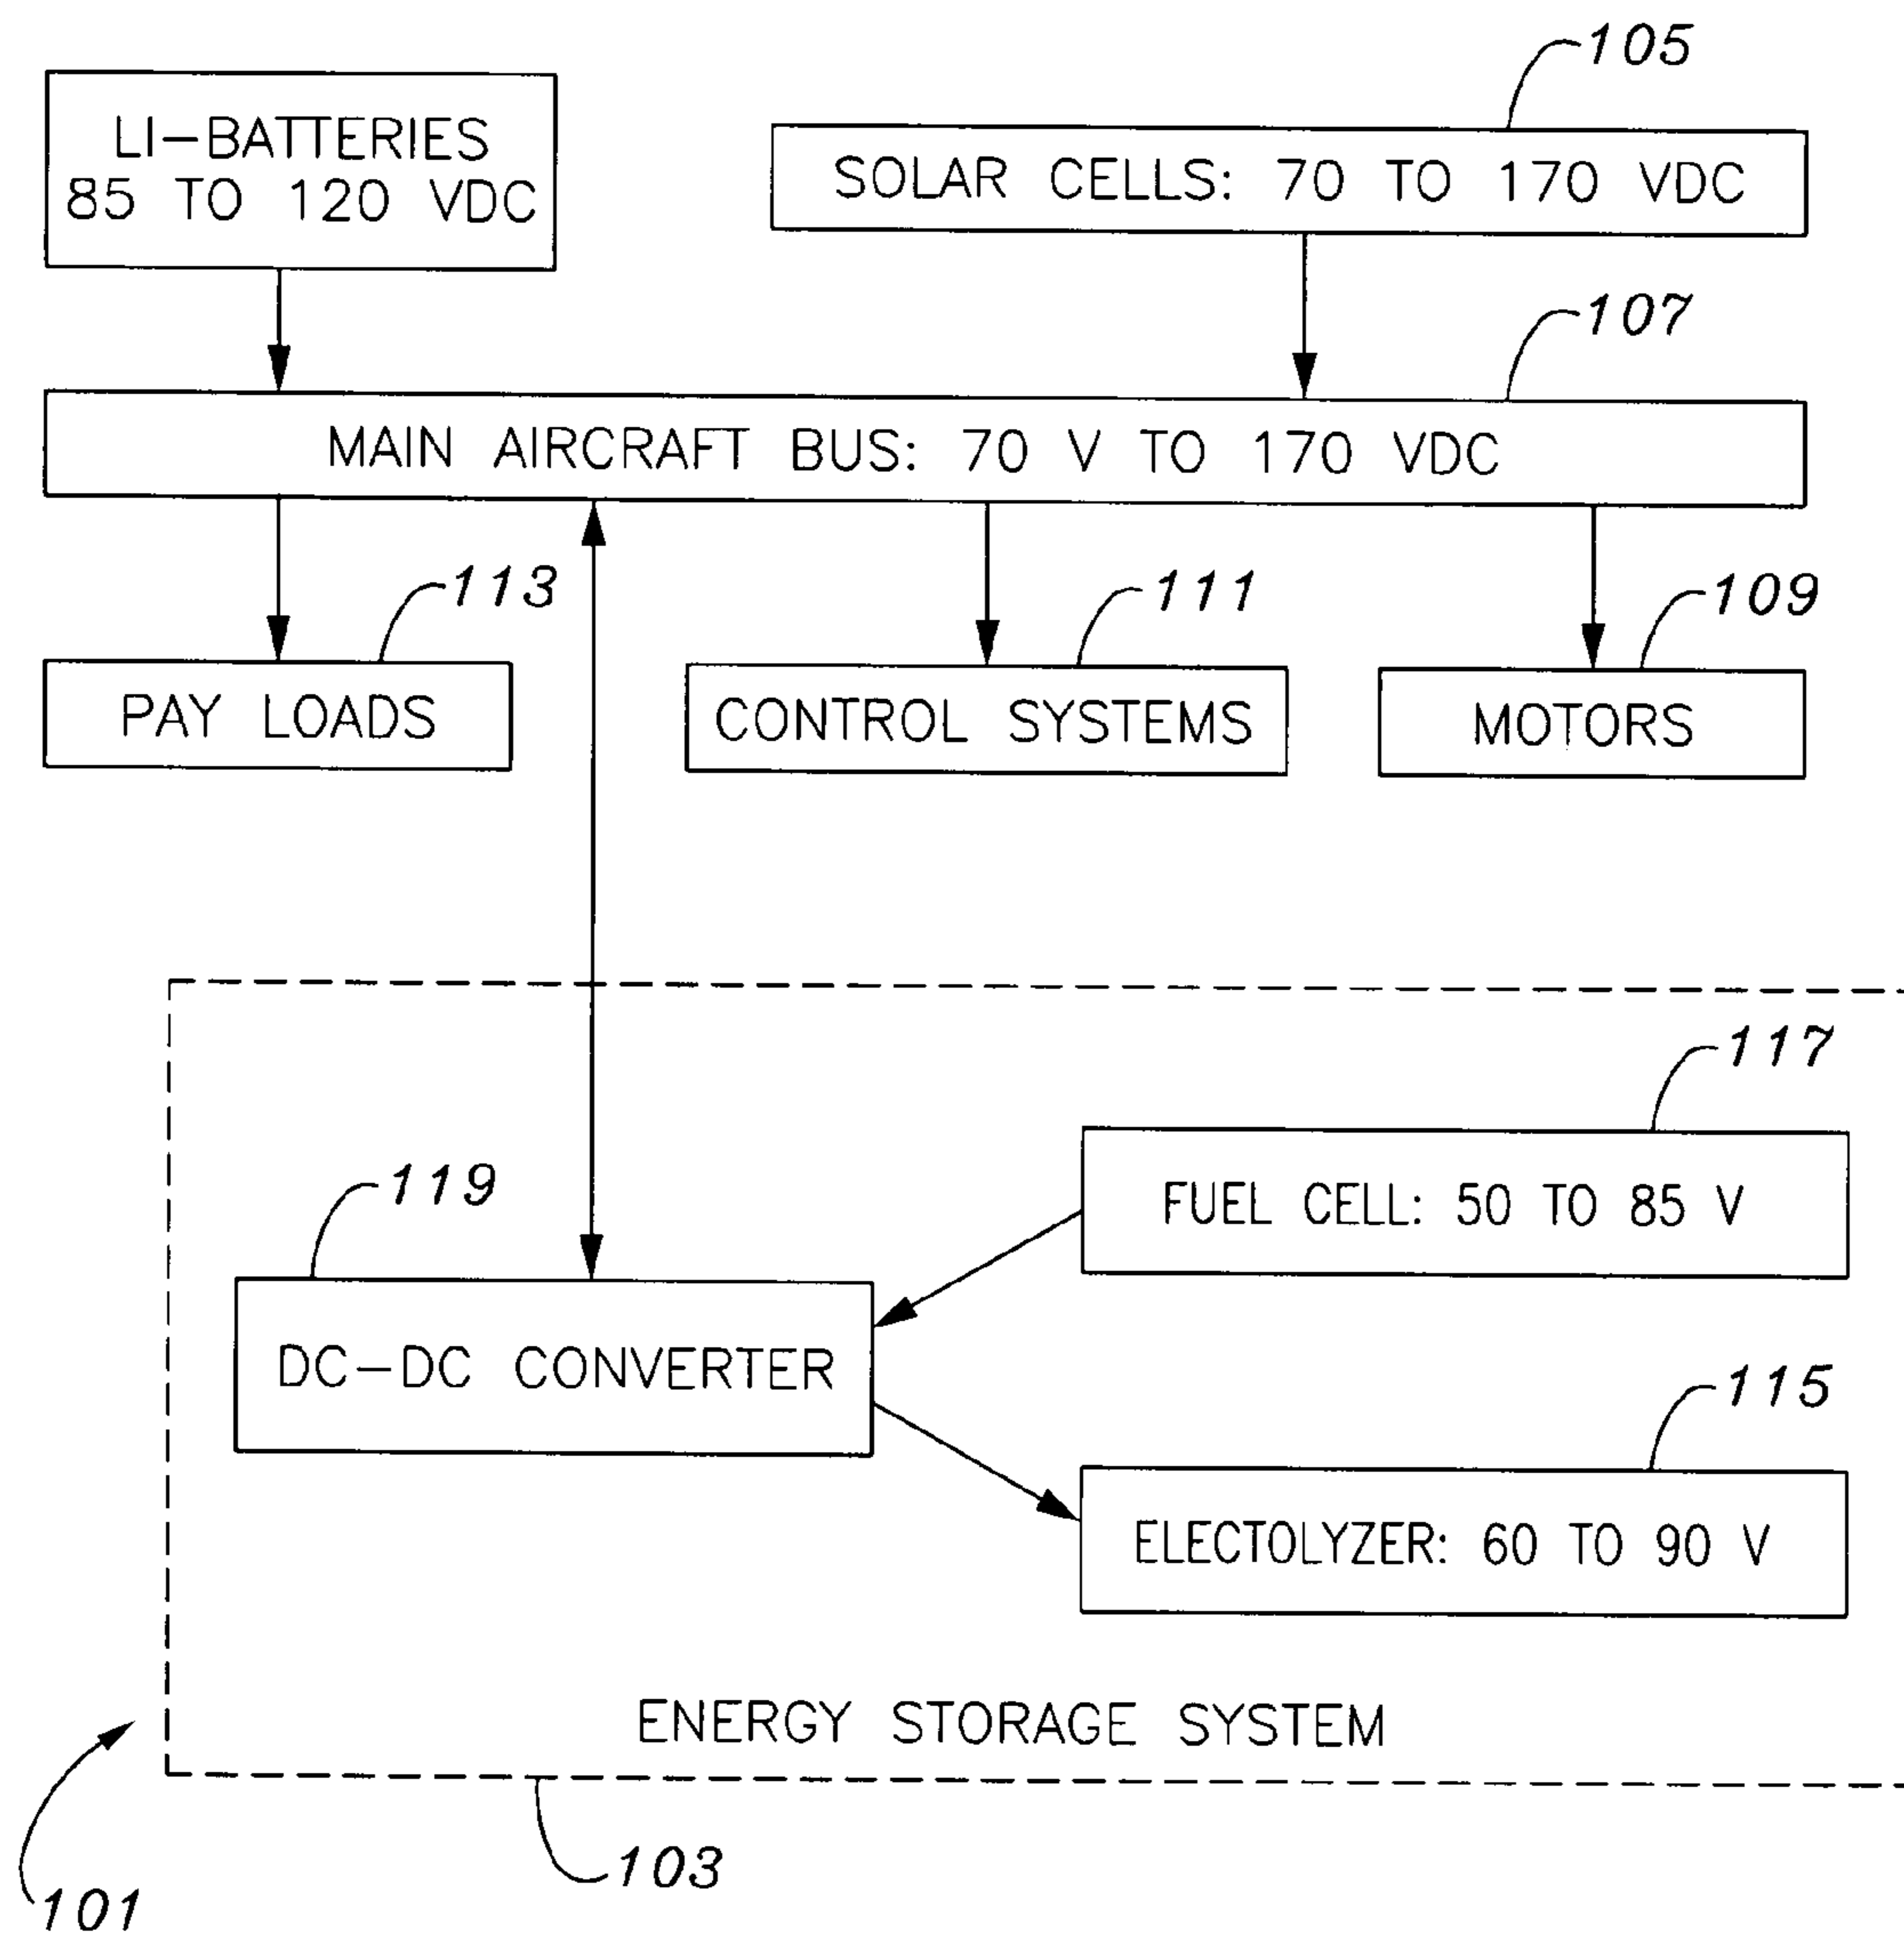 105
LI-BATTERIES
85 TO 120 VDC
SOLAR CELLS: 70 TO 170 VDC
107
MAIN AIRCRAFT BUS: 70 V TO 170 VDC
113
111
109
PAY LOADS
CONTROL SYSTEMS
MOTORS
117
FUEL CELL: 50 TO 85 V
119
DC-DC CONVERTER
115
ELECTOLYZER: 60 TO 90 V
ENERGY STORAGE SYSTEM
103
101